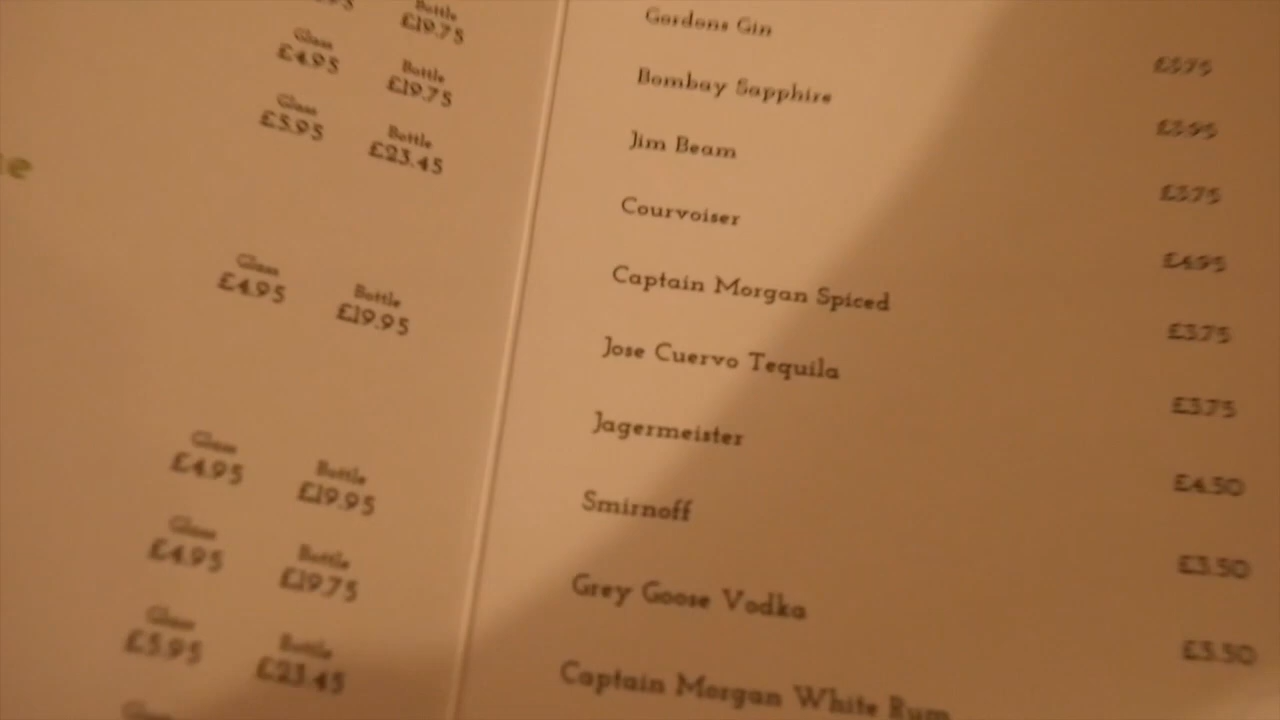 Bottle
£19.75
Glass Bottle
£4.95 £19.75
Glass Bottle
£5.95 £23.45
Glass Bottle
£4.95 £19.95
Glass Bottle
£4.95 £19.95
Glass Bottle
£4.95 £19.75
Glass Bottle
£5.95 £23.45
Glass
Gordons Gin
Bombay Sapphire £3.75
Jim Beam £3.95
Courvoiser £3.75
Captain Morgan Spiced £4.95
Jose Cuervo Tequila £3.75
Jagermeister £3.75
Smirnoff £4.50
Grey Goose Vodka £3.50
Captain Morgan White Rum